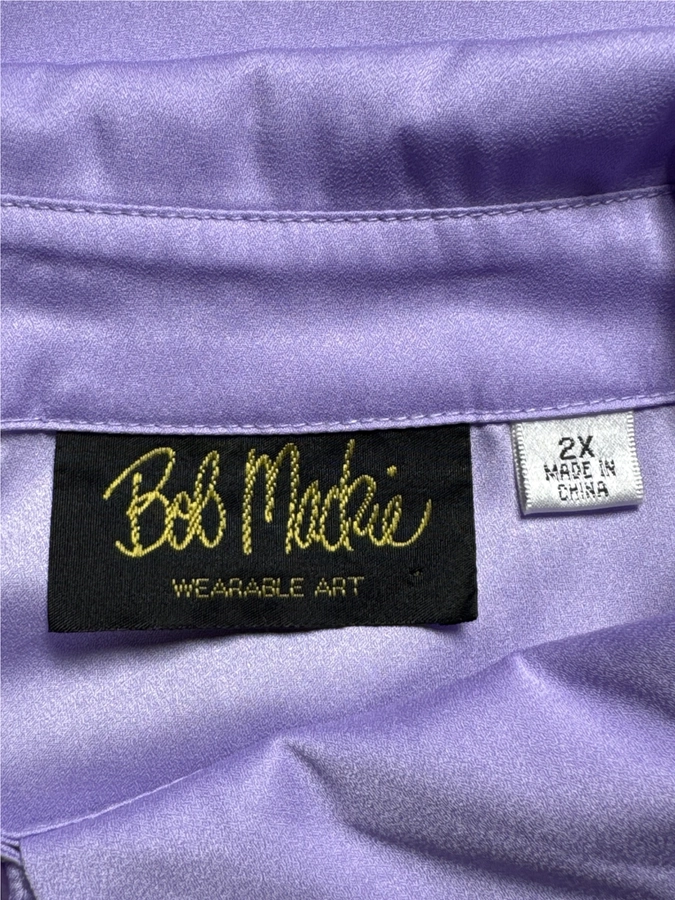 Bob Mackie
WEARABLE ART
2X
MADE IN
CHINA